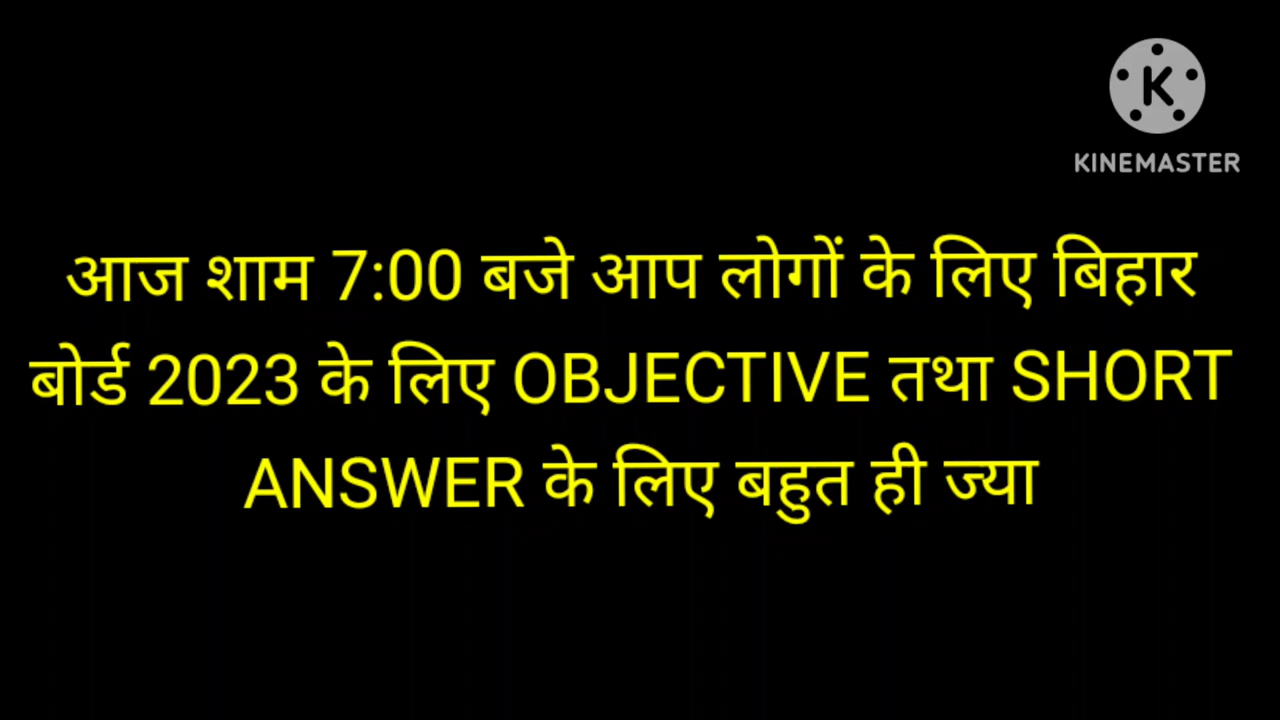 K
KINEMASTER
आज शाम 7:00 बजे आप लोगों के लिए बिहार
बोर्ड 2023 के लिए OBJECTIVE तथा SHORT
ANSWER के लिए बहुत ही ज्या